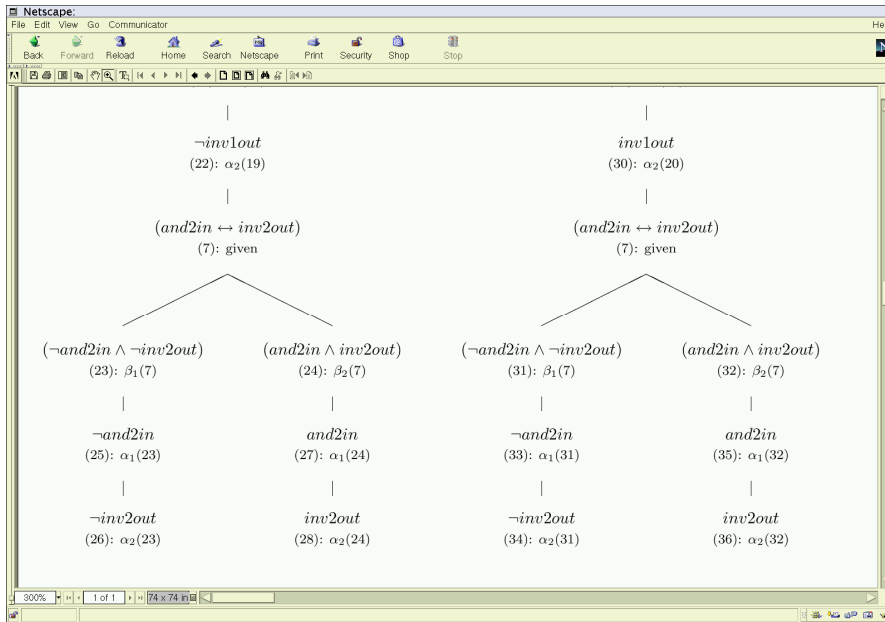 Netscape:
File Edit View Go Communicator He
Back Forward Reload Home Search Netscape Print Security Shop Stop
¬inv1out inv1out
(22): α₂(19) (30): α₂(20)
(and2in ↔ inv2out) (and2in ↔ inv2out)
(7): given (7): given
(¬and2in ∧ ¬inv2out) (and2in ∧ inv2out) (¬and2in ∧ ¬inv2out) (and2in ∧ inv2out)
(23): β₁(7) (24): β₂(7) (31): β₁(7) (32): β₂(7)
¬and2in and2in ¬and2in and2in
(25): α₁(23) (27): α₁(24) (33): α₁(31) (35): α₁(32)
¬inv2out inv2out ¬inv2out inv2out
(26): α₂(23) (28): α₂(24) (34): α₂(31) (36): α₂(32)
300% 1 of 1 74 x 74 in